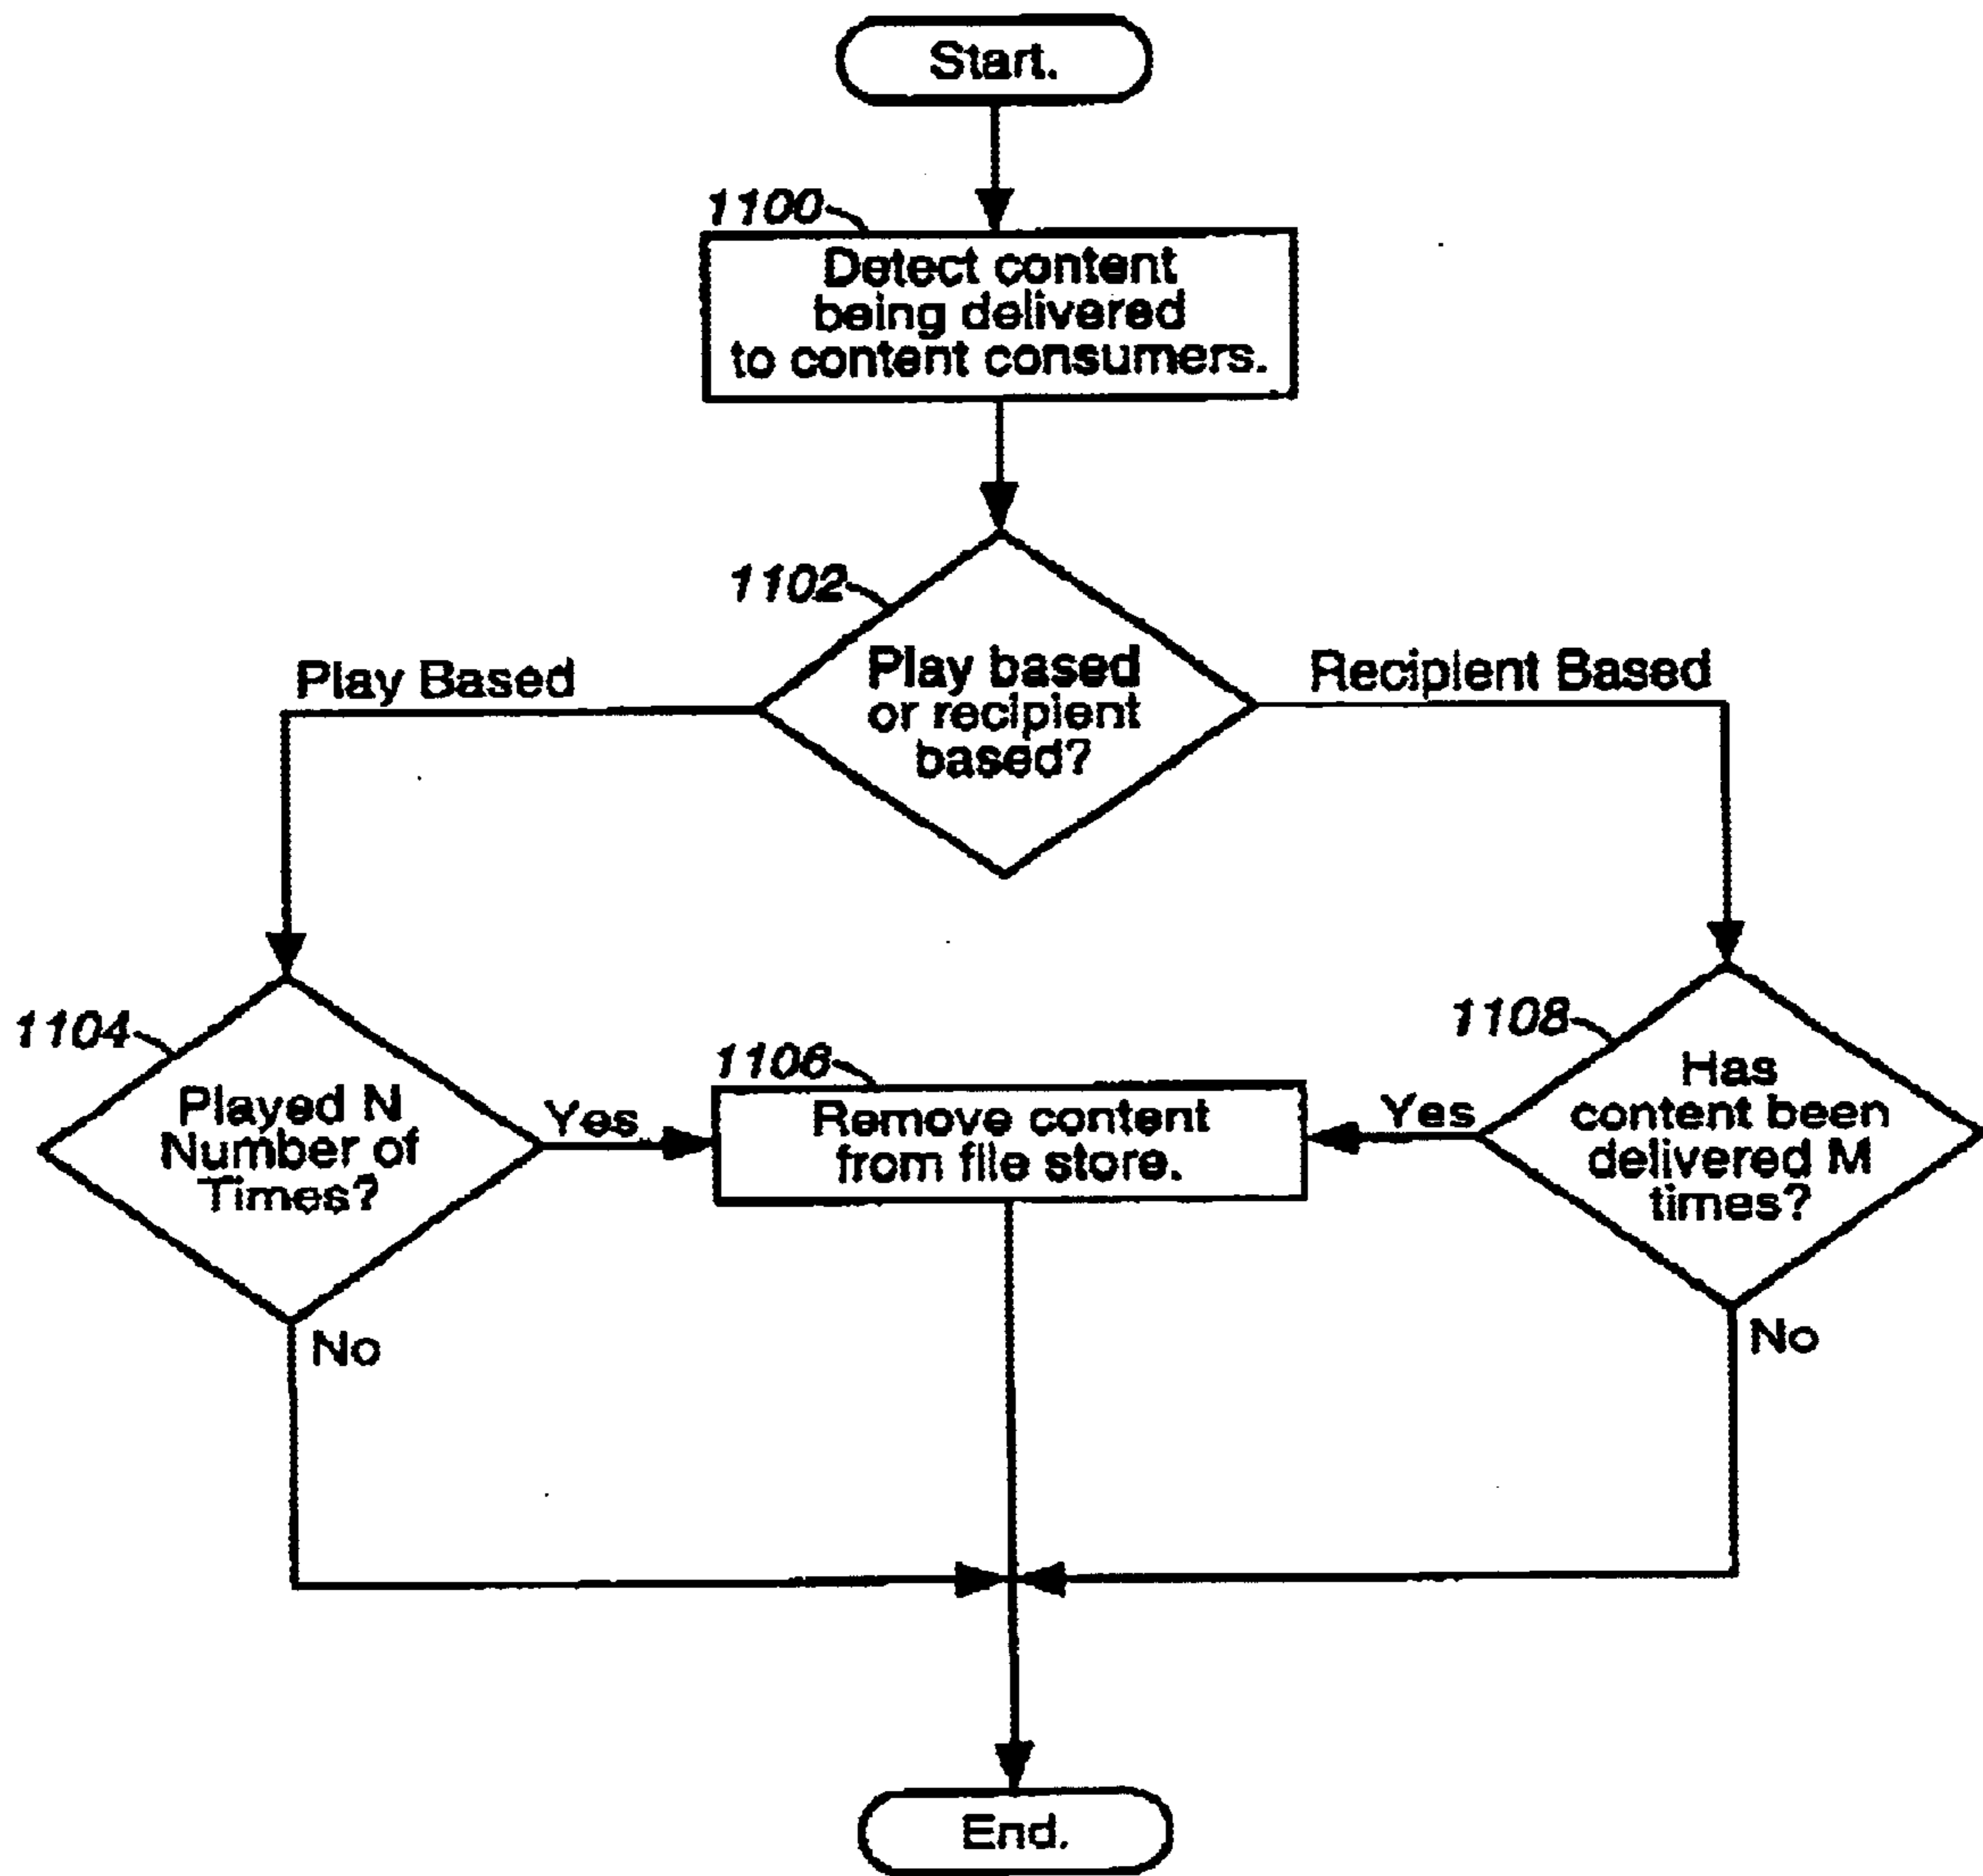 Start.
1100
Detect content
being delivered
to content consumers.
1102
Play based
or recipient
based?
Play Based
Recipient Based
1104
Played N
Number of
Times?
Yes
1106
Remove content
from file store.
Yes
1108
Has
content been
delivered M
times?
No
No
End.